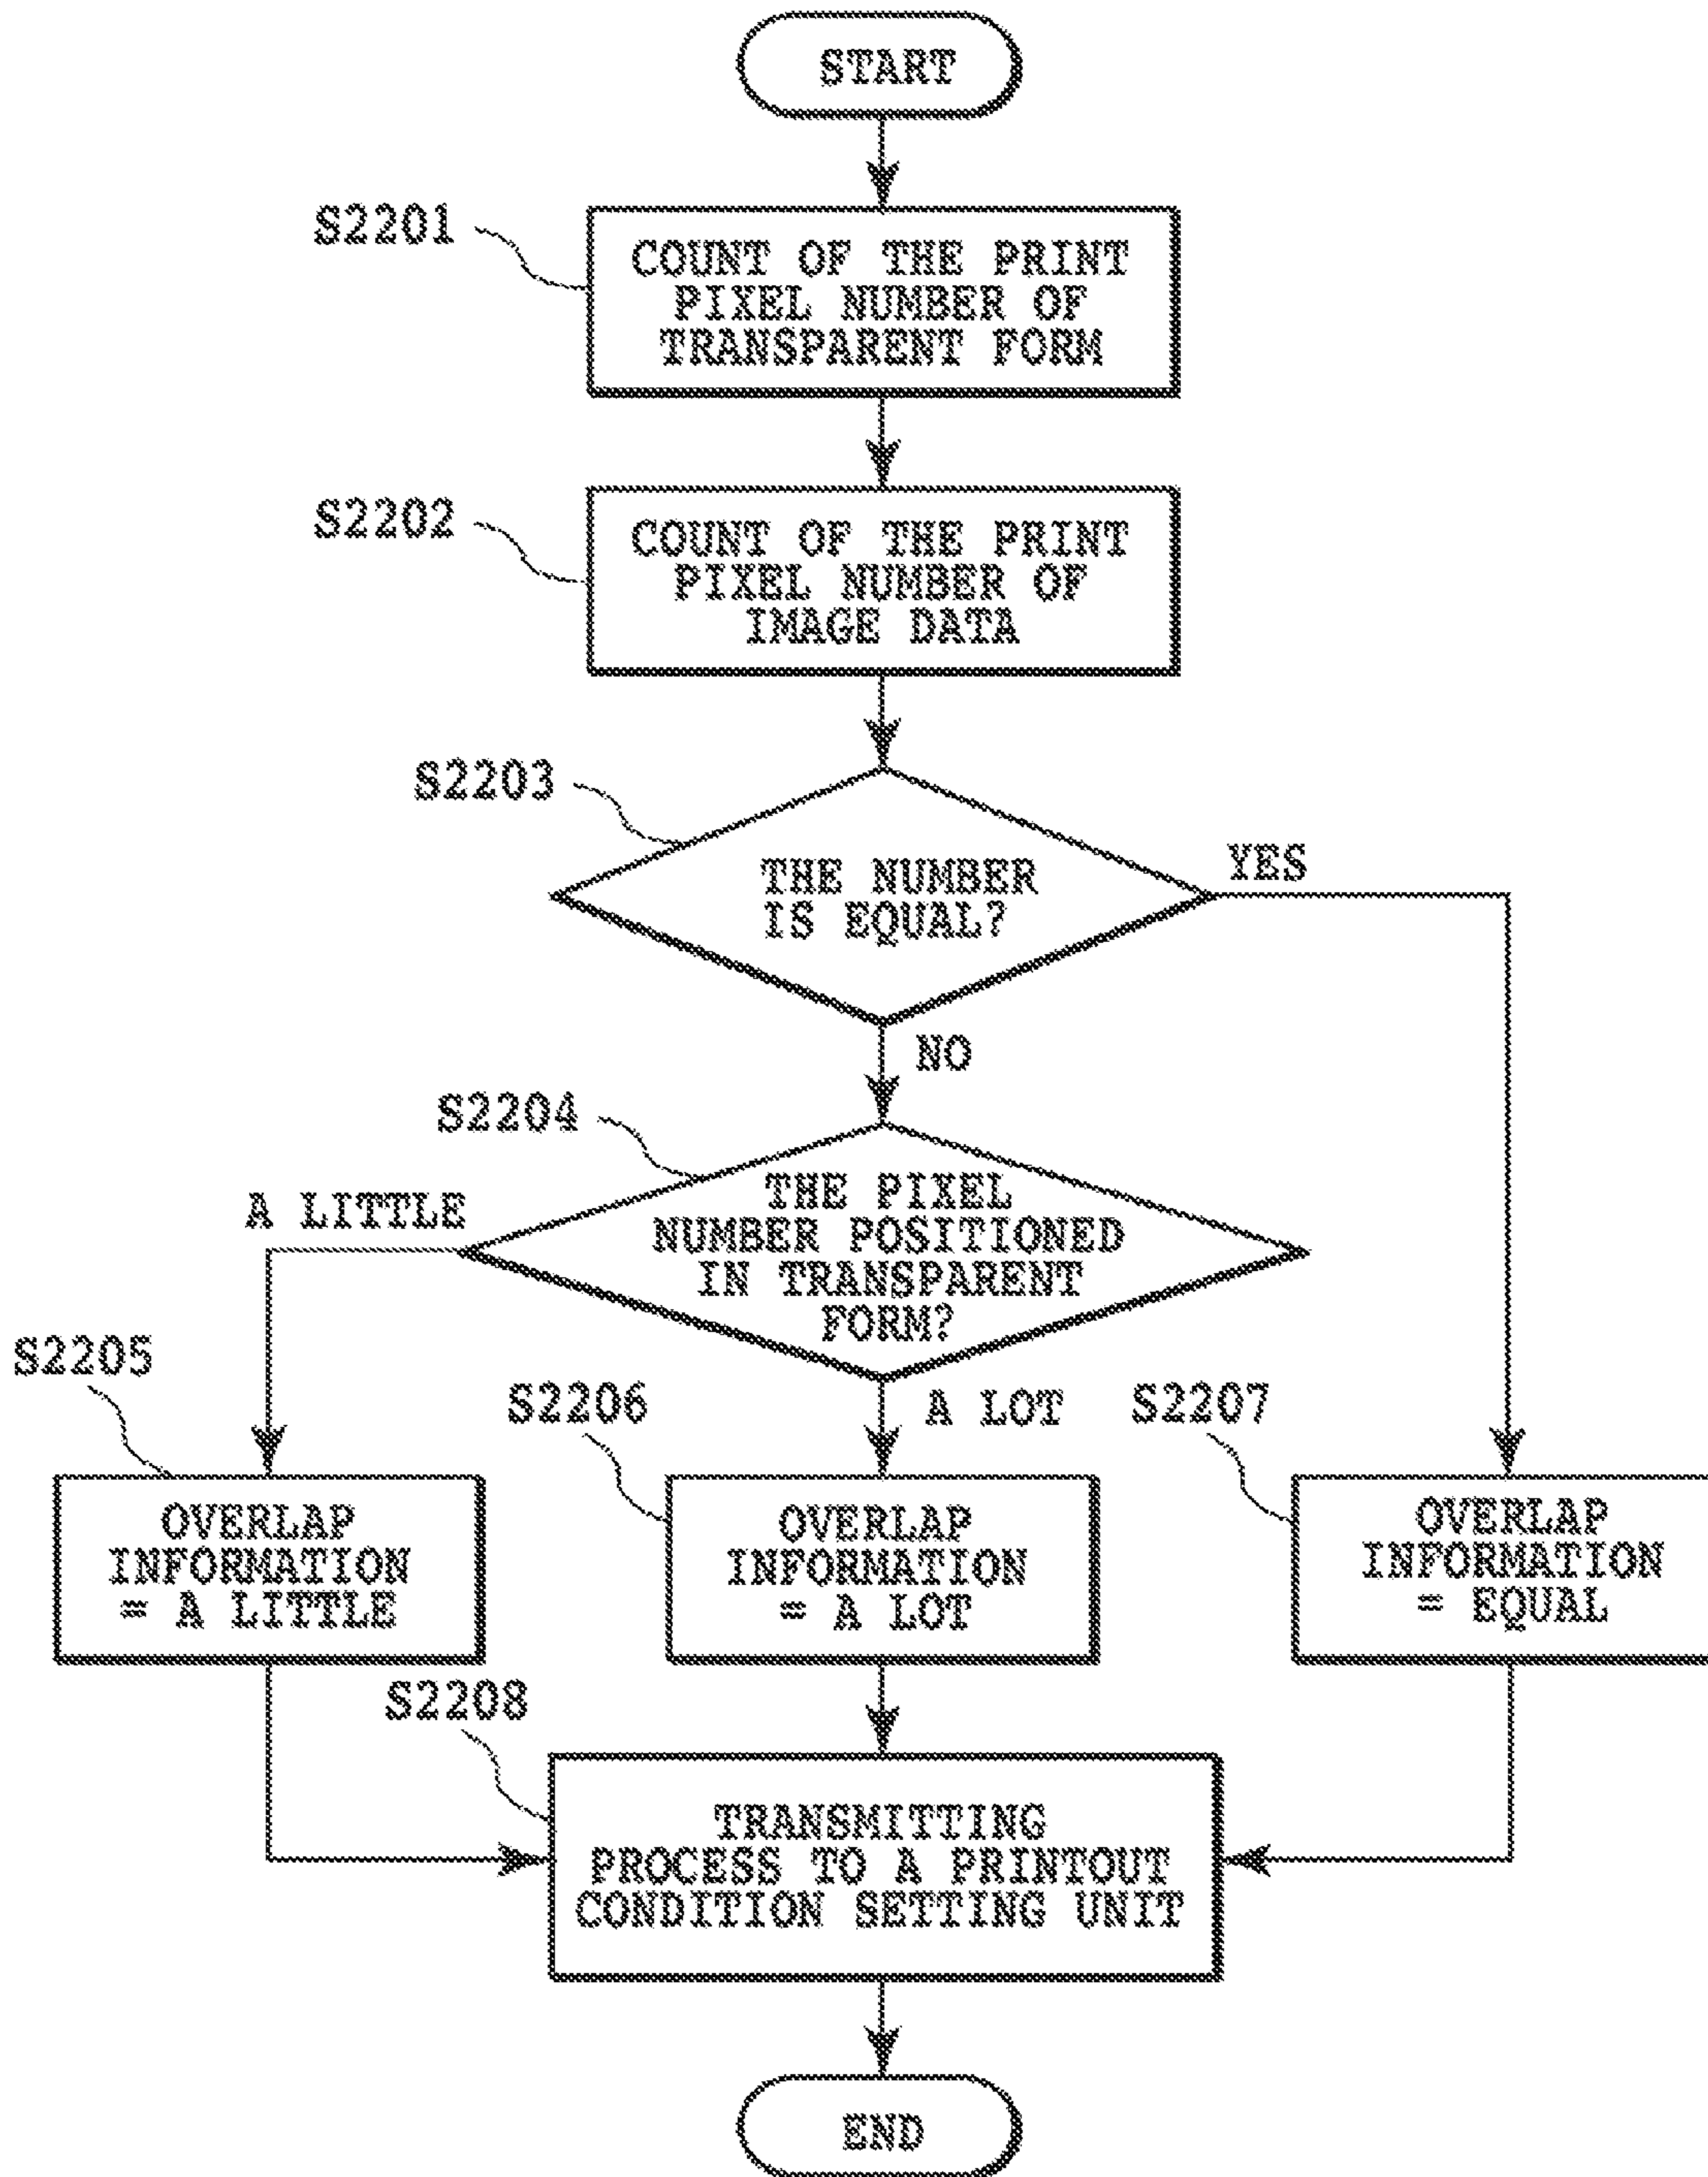 START
S2201
COUNT OF THE PRINT
PIXEL NUMBER OF
TRANSPARENT FORM
S2202
COUNT OF THE PRINT
PIXEL NUMBER OF
IMAGE DATA
S2203
THE NUMBER
IS EQUAL?
YES
NO
S2204
THE PIXEL
NUMBER POSITIONED
IN TRANSPARENT
FORM?
A LITTLE
A LOT
S2205
OVERLAP
INFORMATION
= A LITTLE
S2206
OVERLAP
INFORMATION
= A LOT
S2207
OVERLAP
INFORMATION
= EQUAL
S2208
TRANSMITTING
PROCESS TO A PRINTOUT
CONDITION SETTING UNIT
END